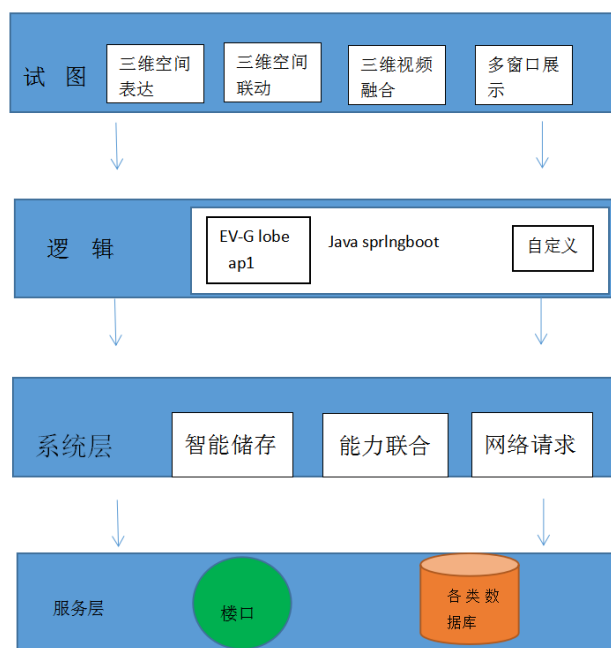 试 图
三维空间
表达
三维空间
联动
三维视频
融合
多窗口展
示
逻 辑
EV-G lobe
ap1
Java sprlngboot
自定义
系统层
智能储存
能力联合
网络请求
服务层
楼口
各类数
据库